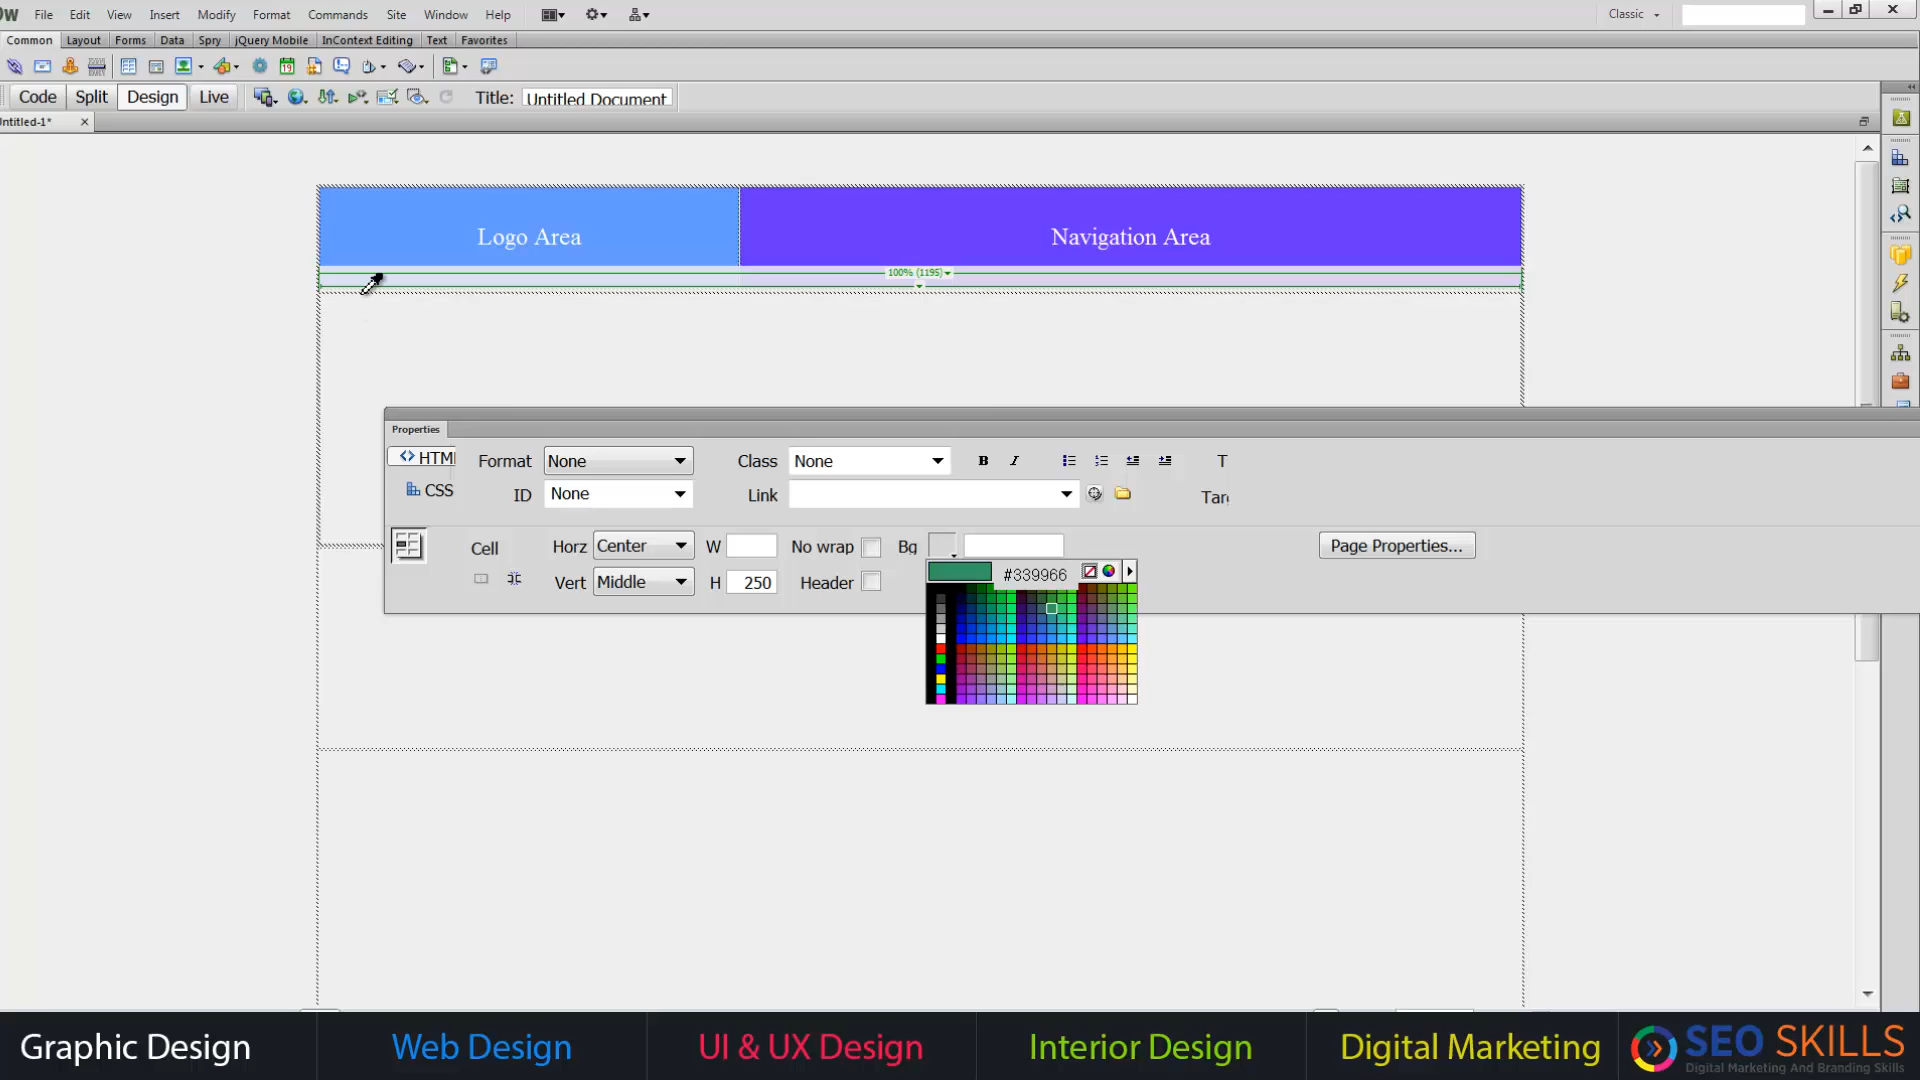 W File Edit View Insert Modify Format Commands Site Window Help Classic
Common Layout Forms Data Spry jQuery Mobile InContext Editing Text Favorites
Code Split Design Live Title: Untitled Document
Untitled-1*
Logo Area Navigation Area
100% (1195)
Properties
HTML Format None Class None B I T
CSS ID None Link Tar
Cell Horz Center W No wrap Bg Page Properties...
Vert Middle H 250 Header #339966
Graphic Design Web Design UI & UX Design Interior Design Digital Marketing SEO SKILLS
Digital Marketing And Branding Skills